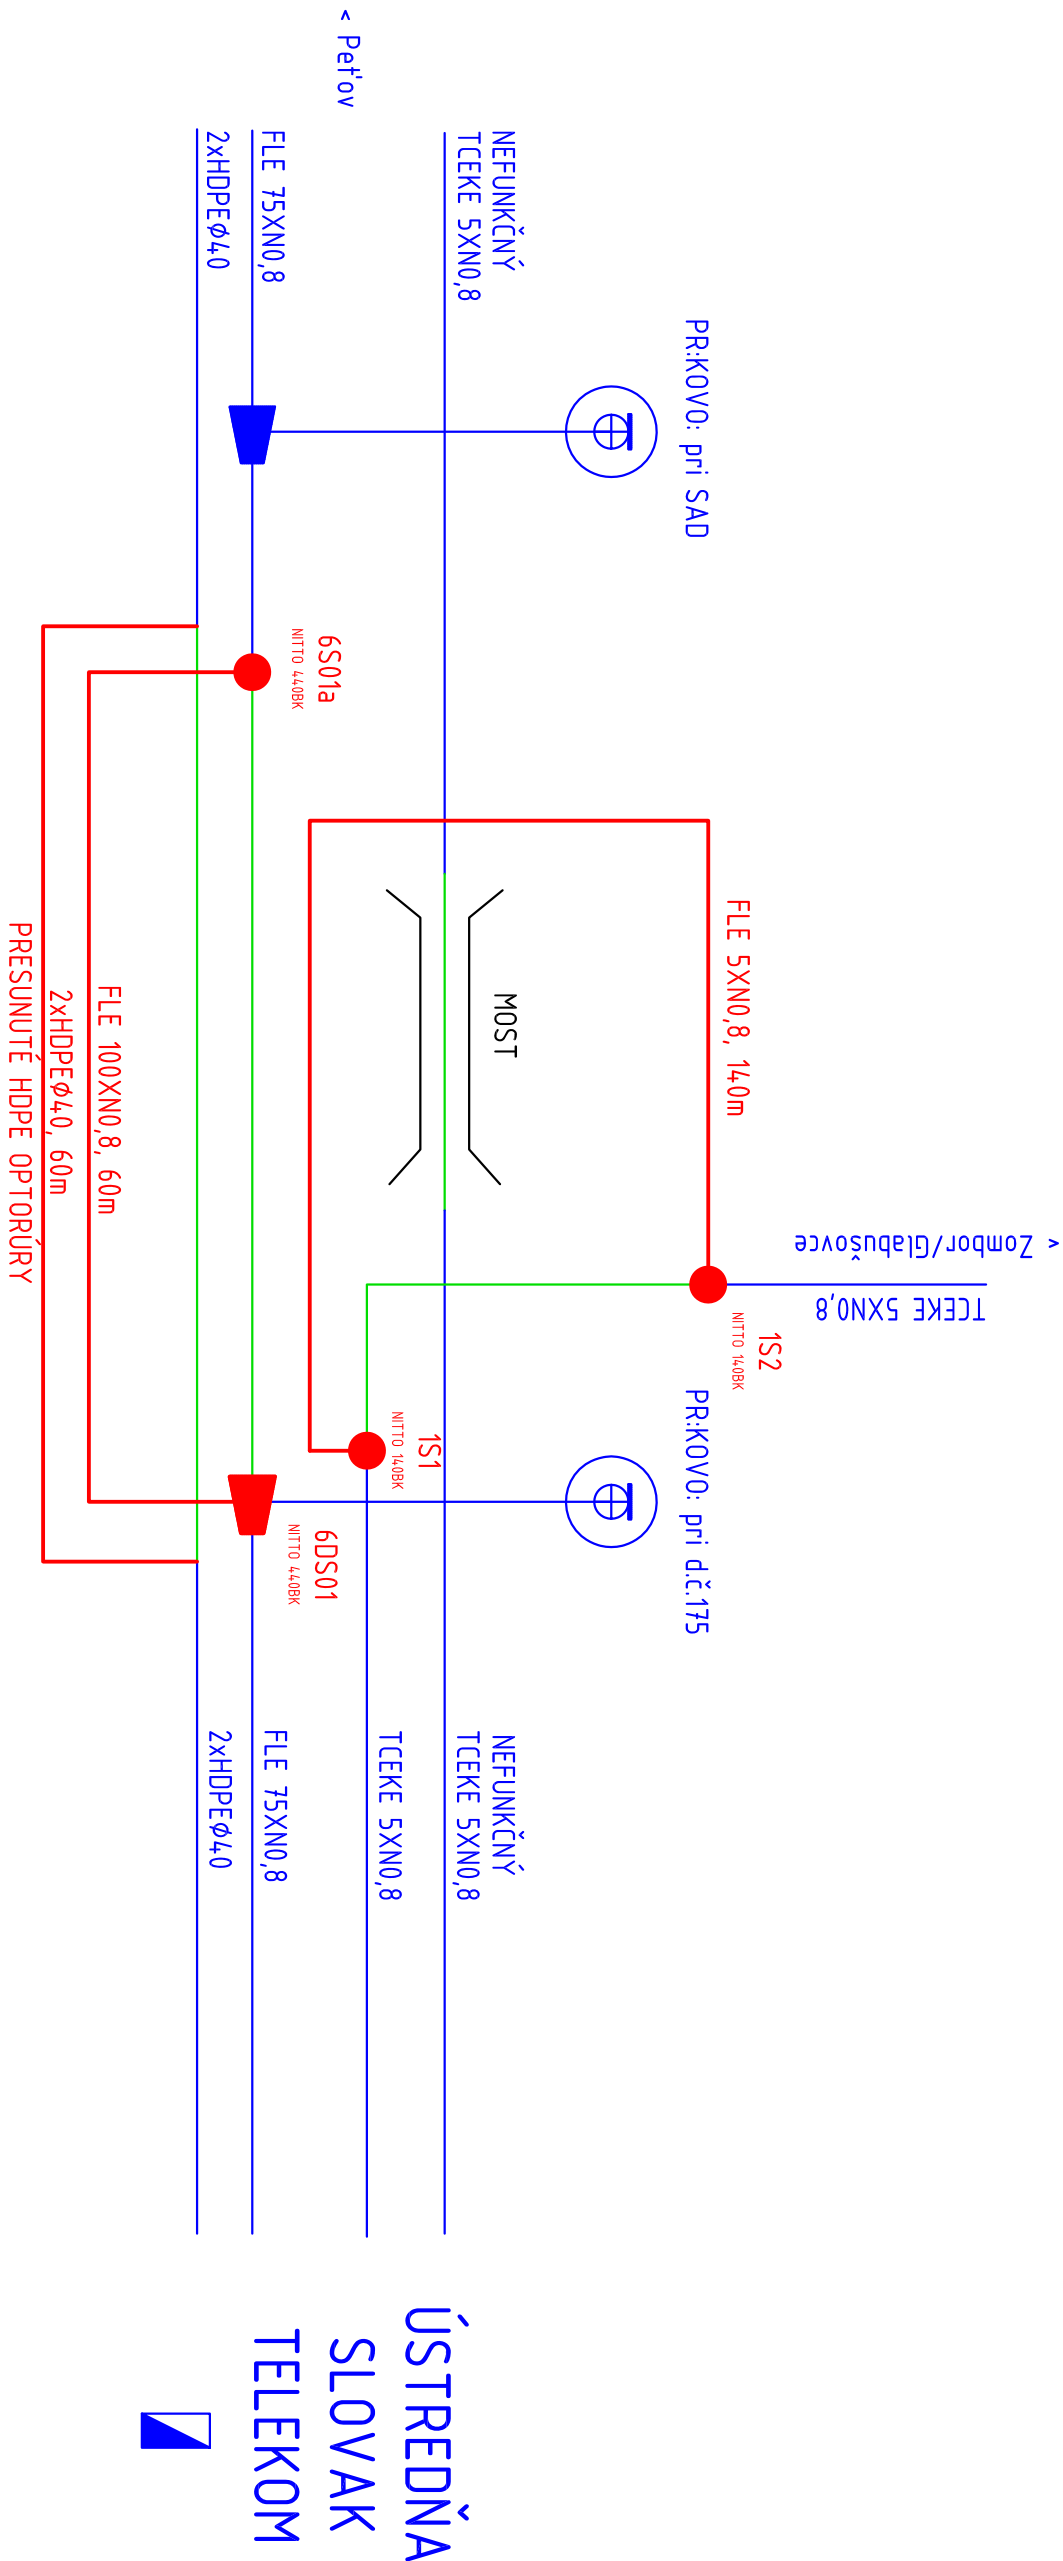 < Peťov
NEFUNKČNÝ
TCEKE 5XN0,8
FLE 75XN0,8
2xHDPEϕ40
PR:KOVO: pri SAD
6S01a
NITTO 440BK
FLE 5XN0,8, 140m
MOST
FLE 100XN0,8, 60m
2xHDPEϕ40, 60m
PRESUNUTÉ HDPE OPTORÚRY
< Zombor/Glabušovce
TCEKE 5XN0,8
1S2
NITTO 140BK
PR:KOVO: pri d.č.175
1S1
NITTO 140BK
6DS01
NITTO 440BK
NEFUNKČNÝ
TCEKE 5XN0,8
TCEKE 5XN0,8
FLE 75XN0,8
2xHDPEϕ40
ÚSTREDŇA
SLOVAK
TELEKOM